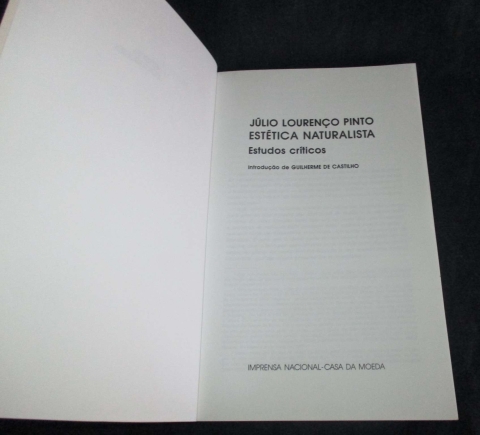 JÚLIO LOURENÇO PINTO
ESTÉTICA NATURALISTA
Estudos críticos
Introdução de GUILHERME DE CASTILHO
IMPRENSA NACIONAL-CASA DA MOEDA